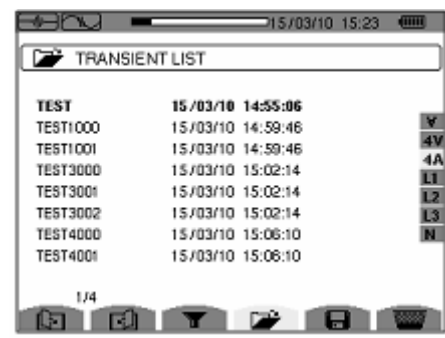 15/03/10 15:23
TRANSIENT LIST
TEST 15/03/10 14:55:06
TEST1000 15/03/10 14:59:46
TEST1001 15/03/10 14:59:46
TEST3000 15/03/10 15:02:14
TEST3001 15/03/10 15:02:14
TEST3002 15/03/10 15:02:14
TEST4000 15/03/10 15:06:10
TEST4001 15/03/10 15:06:10
∀
4V
4A
L1
L2
L3
N
1/4